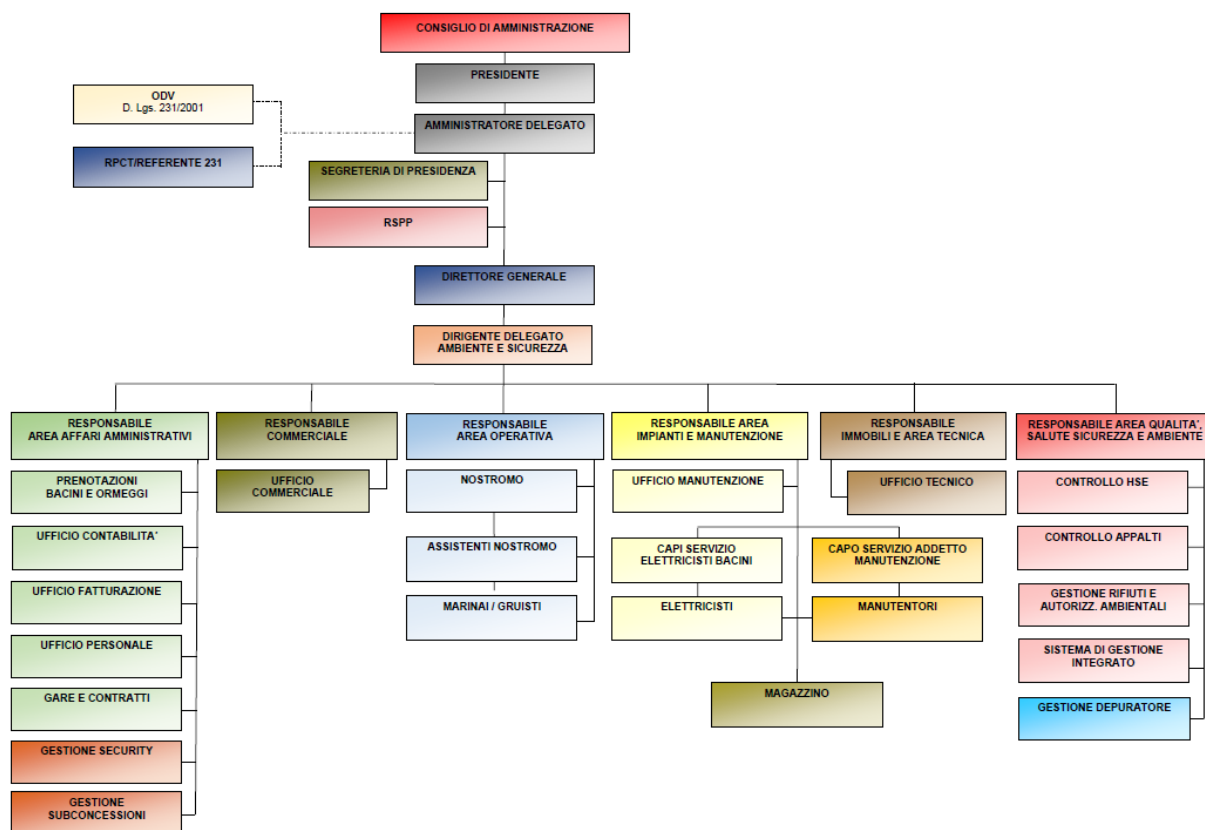 CONSIGLIO DI AMMINISTRAZIONE
PRESIDENTE
ODV
D. Lgs. 231/2001
AMMINISTRATORE DELEGATO
RPCT/REFERENTE 231
SEGRETERIA DI PRESIDENZA
RSPP
DIRETTORE GENERALE
DIRIGENTE DELEGATO
AMBIENTE E SICUREZZA
RESPONSABILE
AREA AFFARI AMMINISTRATIVI
PRENOTAZIONI
BACINI E ORMEGGI
UFFICIO CONTABILITA'
UFFICIO FATTURAZIONE
UFFICIO PERSONALE
GARE E CONTRATTI
GESTIONE SECURITY
GESTIONE
SUBCONCESSIONI
RESPONSABILE
COMMERCIALE
UFFICIO
COMMERCIALE
RESPONSABILE
AREA OPERATIVA
NOSTROMO
ASSISTENTI NOSTROMO
MARINAI / GRUISTI
RESPONSABILE AREA
IMPIANTI E MANUTENZIONE
UFFICIO MANUTENZIONE
CAPI SERVIZIO
ELETTRICISTI BACINI
ELETTRICISTI
CAPO SERVIZIO ADDETTO
MANUTENZIONE
MANUTENTORI
MAGAZZINO
RESPONSABILE
IMMOBILI E AREA TECNICA
UFFICIO TECNICO
RESPONSABILE AREA QUALITA',
SALUTE SICUREZZA E AMBIENTE
CONTROLLO HSE
CONTROLLO APPALTI
GESTIONE RIFIUTI E
AUTORIZZ. AMBIENTALI
SISTEMA DI GESTIONE
INTEGRATO
GESTIONE DEPURATORE